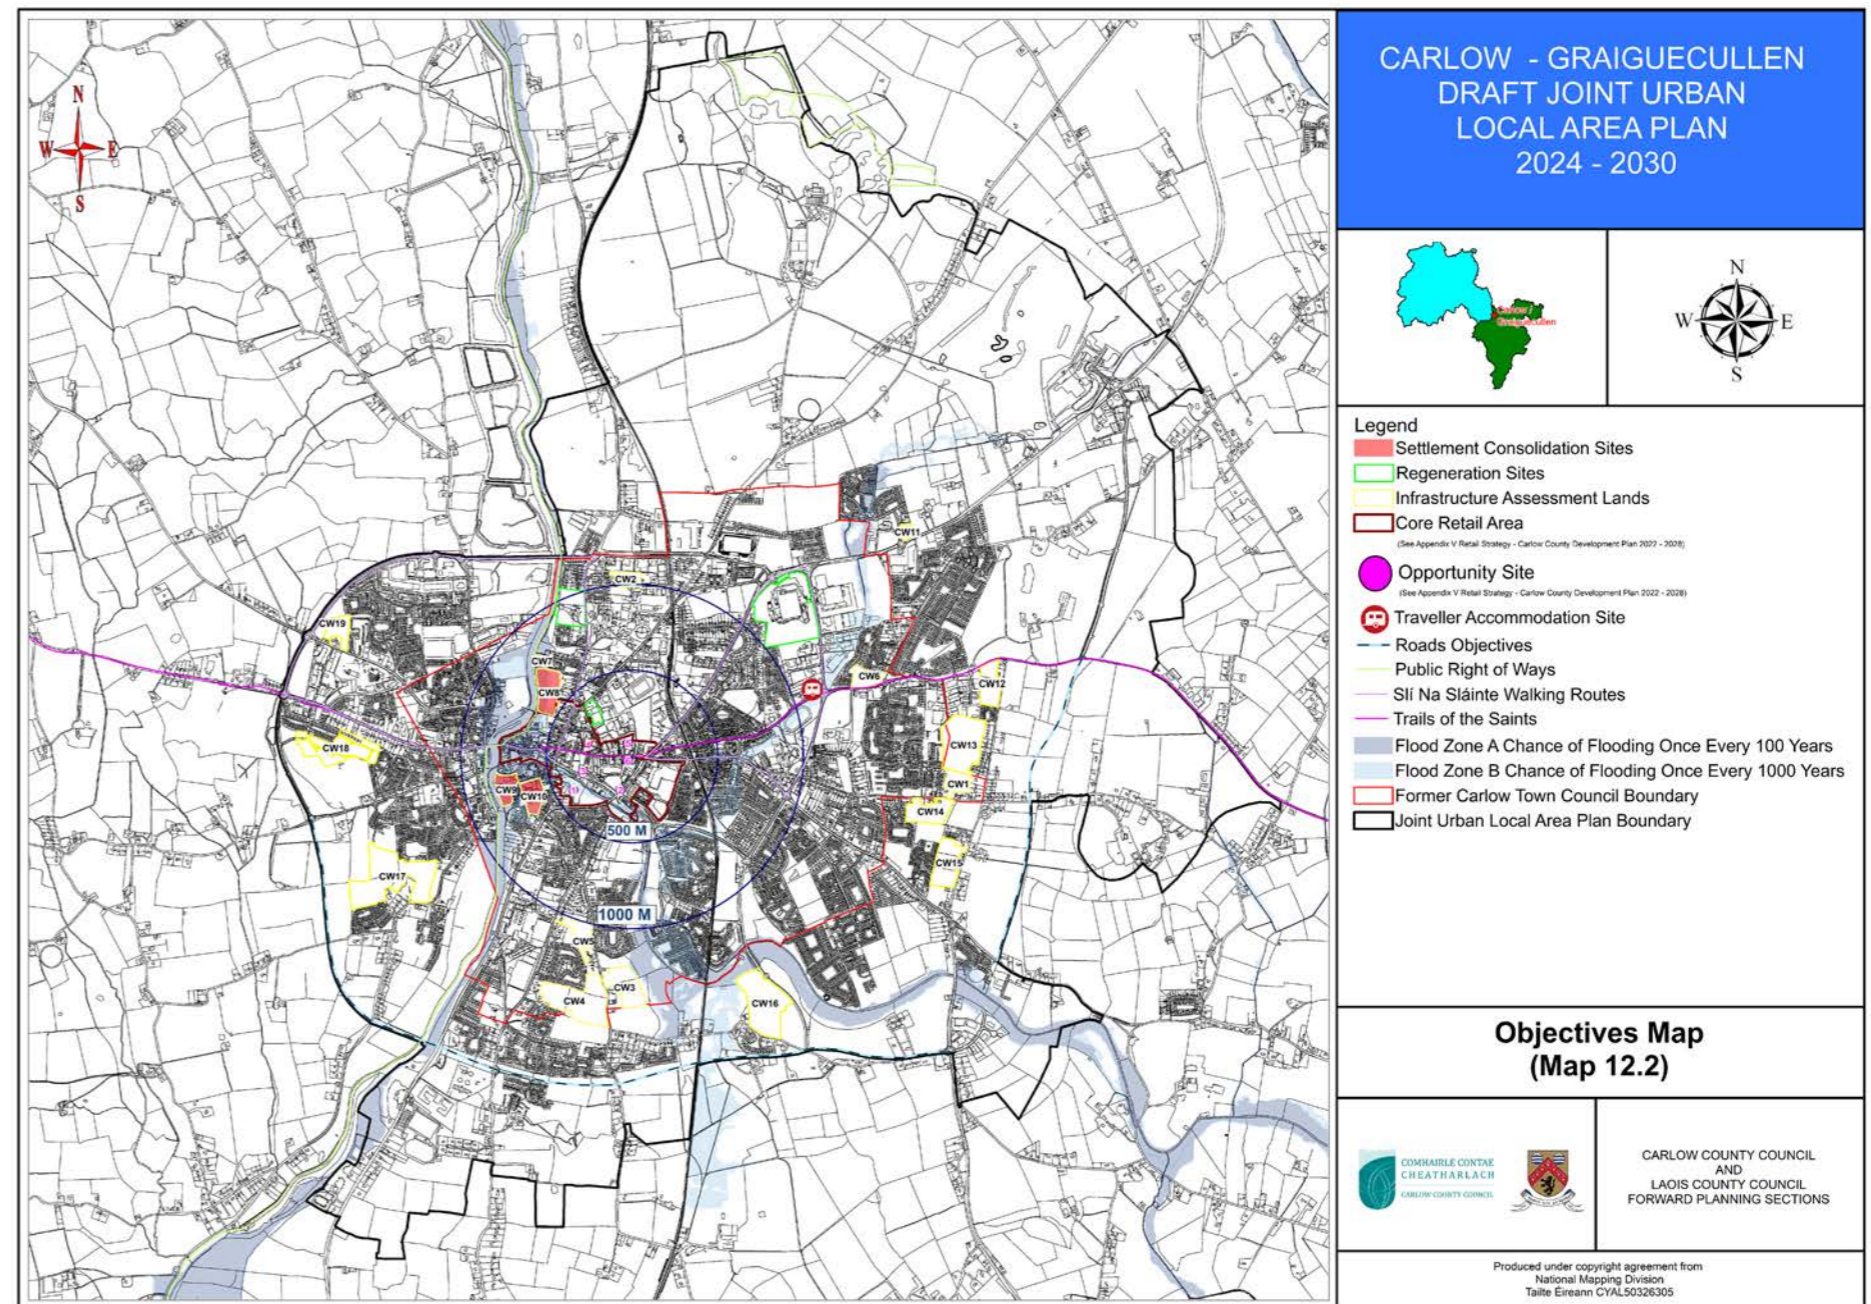 CARLOW - GRAIGUECULLEN
DRAFT JOINT URBAN
LOCAL AREA PLAN
2024 - 2030
N
W E
S
Carlow /
Graiguecullen
N
W E
S
Legend
Settlement Consolidation Sites
Regeneration Sites
Infrastructure Assessment Lands
Core Retail Area
(See Appendix V Retail Strategy - Carlow County Development Plan 2022 - 2028)
Opportunity Site
(See Appendix V Retail Strategy - Carlow County Development Plan 2022 - 2028)
Traveller Accommodation Site
Roads Objectives
Public Right of Ways
Slí Na Sláinte Walking Routes
Trails of the Saints
Flood Zone A Chance of Flooding Once Every 100 Years
Flood Zone B Chance of Flooding Once Every 1000 Years
Former Carlow Town Council Boundary
Joint Urban Local Area Plan Boundary
CW11
CW2
CW19
CW7
CW8
CW6
CW12
CW18
CW13
CW9
CW10
CW1
CW14
500 M
CW15
CW17
1000 M
CW5
CW3
CW4
CW16
Objectives Map
(Map 12.2)
COMHAIRLE CONTAE
CHEATHARLACH
CARLOW COUNTY COUNCIL
CARLOW COUNTY COUNCIL
AND
LAOIS COUNTY COUNCIL
FORWARD PLANNING SECTIONS
Produced under copyright agreement from
National Mapping Division
Tailte Éireann CYAL50326305